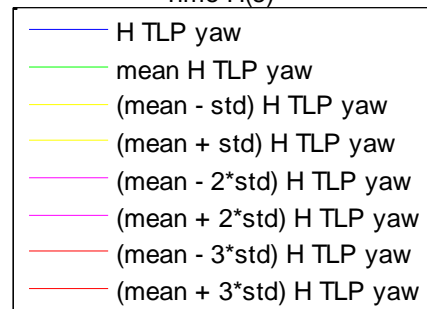 H TLP yaw
mean H TLP yaw
(mean - std) H TLP yaw
(mean + std) H TLP yaw
(mean - 2*std) H TLP yaw
(mean + 2*std) H TLP yaw
(mean - 3*std) H TLP yaw
(mean + 3*std) H TLP yaw